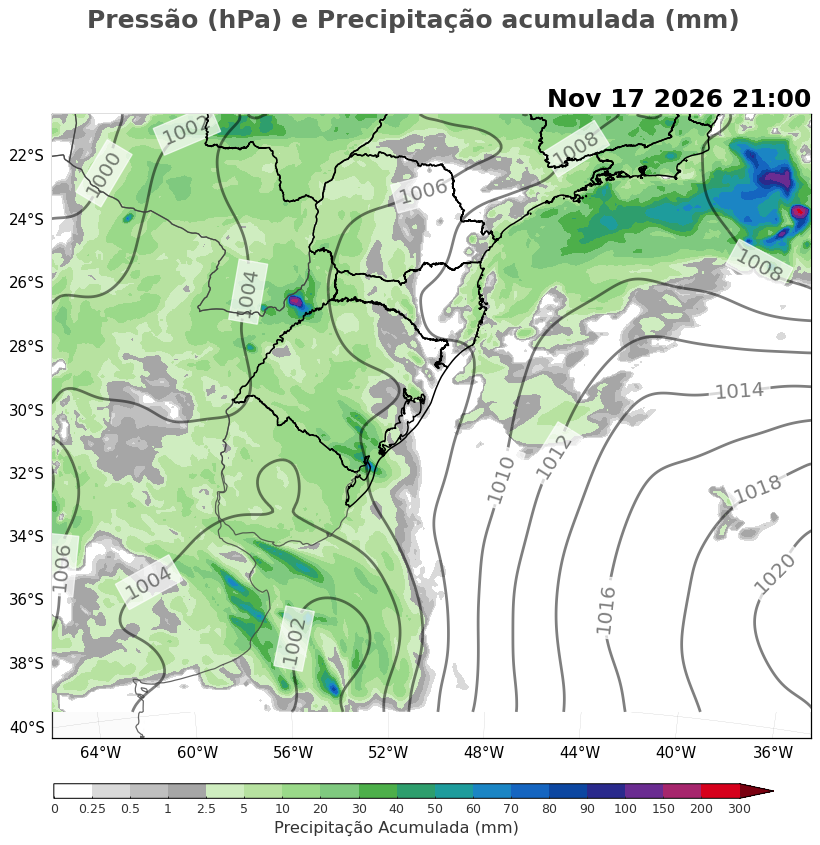 Pressão (hPa) e Precipitação acumulada (mm)
Nov 17 2026 21:00
1002
1008
22°S
1000
1006
24°S
1008
26°S
1004
28°S
1014
30°S
1012
1010
32°S
1018
34°S
1006
1004
1020
36°S
1016
1002
38°S
40°S
64°W 60°W 56°W 52°W 48°W 44°W 40°W 36°W
0 0.25 0.5 1 2.5 5 10 20 30 40 50 60 70 80 90 100 150 200 300
Precipitação Acumulada (mm)